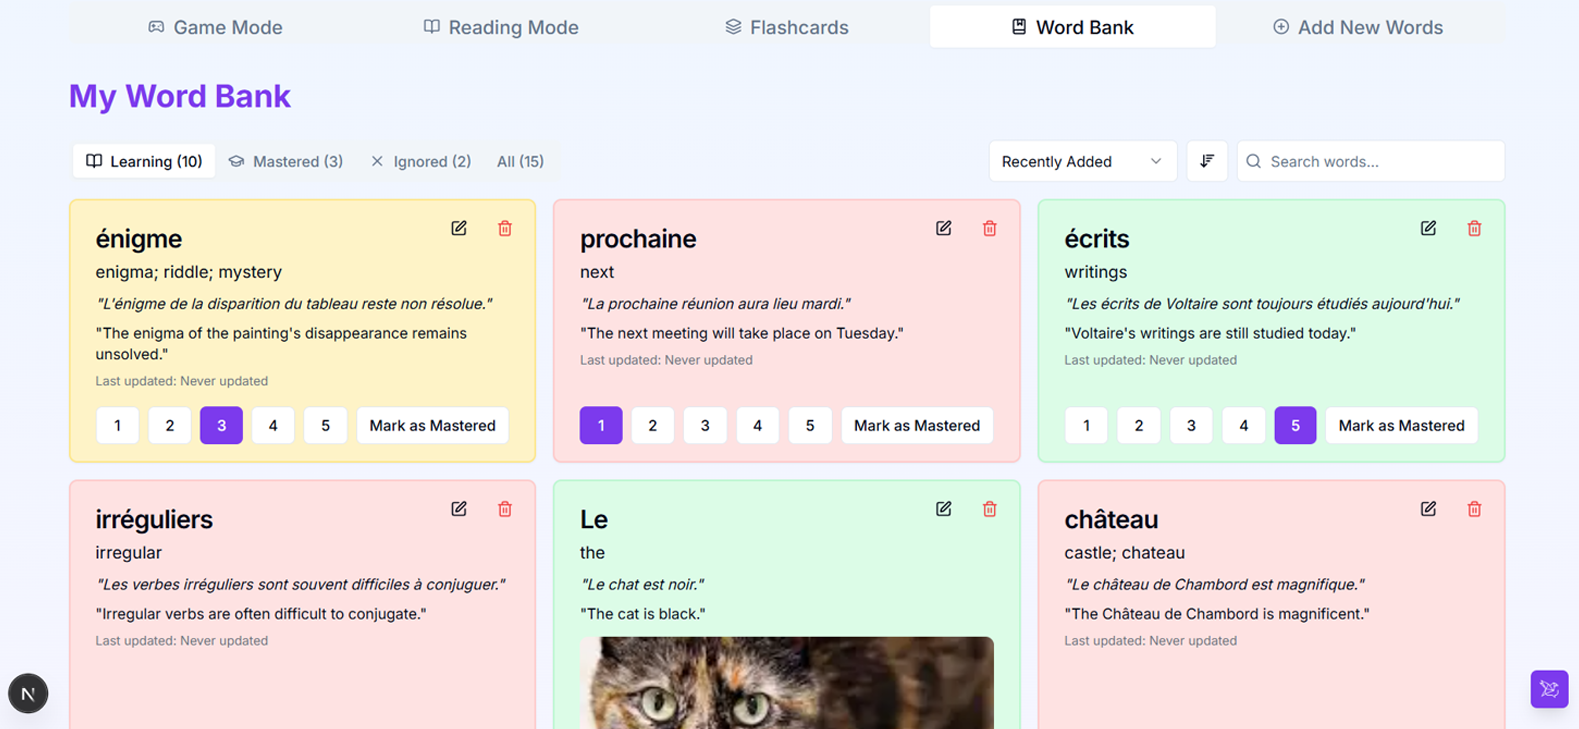 Game Mode
Reading Mode
Flashcards
Word Bank
Add New Words
My Word Bank
Learning (10)
Mastered (3)
Ignored (2)
All (15)
Recently Added
Search words...
énigme
enigma; riddle; mystery
"L'énigme de la disparition du tableau reste non résolue."
"The enigma of the painting's disappearance remains
unsolved."
Last updated: Never updated
1 2 3 4 5 Mark as Mastered
prochaine
next
"La prochaine réunion aura lieu mardi."
"The next meeting will take place on Tuesday."
Last updated: Never updated
1 2 3 4 5 Mark as Mastered
écrits
writings
"Les écrits de Voltaire sont toujours étudiés aujourd'hui."
"Voltaire's writings are still studied today."
Last updated: Never updated
1 2 3 4 5 Mark as Mastered
irréguliers
irregular
"Les verbes irréguliers sont souvent difficiles à conjuguer."
"Irregular verbs are often difficult to conjugate."
Last updated: Never updated
Le
the
"Le chat est noir."
"The cat is black."
château
castle; chateau
"Le château de Chambord est magnifique."
"The Château de Chambord is magnificent."
Last updated: Never updated
N